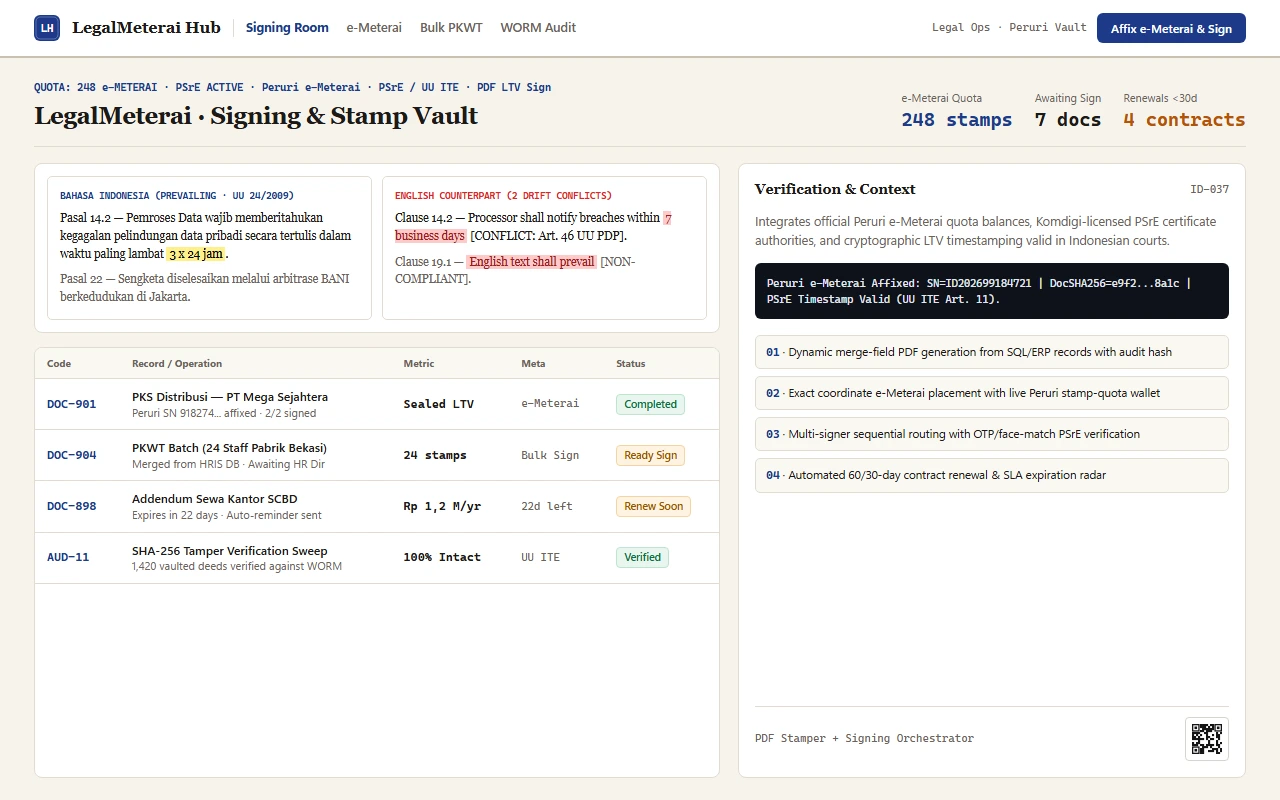 LH LegalMeterai Hub Signing Room e-Meterai Bulk PKWT WORM Audit Legal Ops · Peruri Vault Affix e-Meterai & Sign
QUOTA: 248 e-METERAI · PSrE ACTIVE · Peruri e-Meterai · PSrE / UU ITE · PDF LTV Sign
LegalMeterai · Signing & Stamp Vault
e-Meterai Quota Awaiting Sign Renewals <30d
248 stamps 7 docs 4 contracts
BAHASA INDONESIA (PREVAILING · UU 24/2009)
Pasal 14.2 — Pemroses Data wajib memberitahukan
kegagalan pelindungan data pribadi secara tertulis dalam
waktu paling lambat 3 x 24 jam.
Pasal 22 — Sengketa diselesaikan melalui arbitrase BANI
berkedudukan di Jakarta.
ENGLISH COUNTERPART (2 DRIFT CONFLICTS)
Clause 14.2 — Processor shall notify breaches within 7
business days [CONFLICT: Art. 46 UU PDP].
Clause 19.1 — English text shall prevail [NON-
COMPLIANT].
Code Record / Operation Metric Meta Status
DOC-901 PKS Distribusi — PT Mega Sejahtera Sealed LTV e-Meterai Completed
Peruri SN 918274... affixed · 2/2 signed
DOC-904 PKWT Batch (24 Staff Pabrik Bekasi) 24 stamps Bulk Sign Ready Sign
Merged from HRIS DB · Awaiting HR Dir
DOC-898 Addendum Sewa Kantor SCBD Rp 1,2 M/yr 22d left Renew Soon
Expires in 22 days · Auto-reminder sent
AUD-11 SHA-256 Tamper Verification Sweep 100% Intact UU ITE Verified
1,420 vaulted deeds verified against WORM
Verification & Context ID-037
Integrates official Peruri e-Meterai quota balances, Komdigi-licensed PSrE certificate
authorities, and cryptographic LTV timestamping valid in Indonesian courts.
Peruri e-Meterai Affixed: SN=ID202699184721 | DocSHA256=e9f2...8a1c |
PSrE Timestamp Valid (UU ITE Art. 11).
01 · Dynamic merge-field PDF generation from SQL/ERP records with audit hash
02 · Exact coordinate e-Meterai placement with live Peruri stamp-quota wallet
03 · Multi-signer sequential routing with OTP/face-match PSrE verification
04 · Automated 60/30-day contract renewal & SLA expiration radar
PDF Stamper + Signing Orchestrator